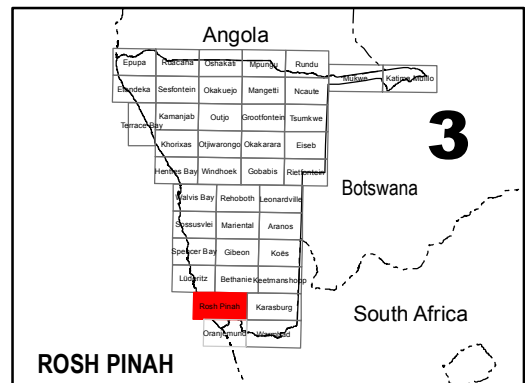 Angola
Epupa Ruacana Oshakati Mpungu Rundu
Mukwe Katima Mulilo
Etendeka Sesfontein Okakuejo Mangetti Ncaute
Terrace Bay Kamanjab Outjo Grootfontein Tsumkwe
3
Khorixas Otjiwarongo Okakarara Eiseb
Henties Bay Windhoek Gobabis Rietfontein
Botswana
Walvis Bay Rehoboth Leonardville
Sossusvlei Mariental Aranos
Spencer Bay Gibeon Koës
Lüderitz Bethanie Keetmanshoop
Rosh Pinah Karasburg
South Africa
Oranjemund Warmbad
ROSH PINAH